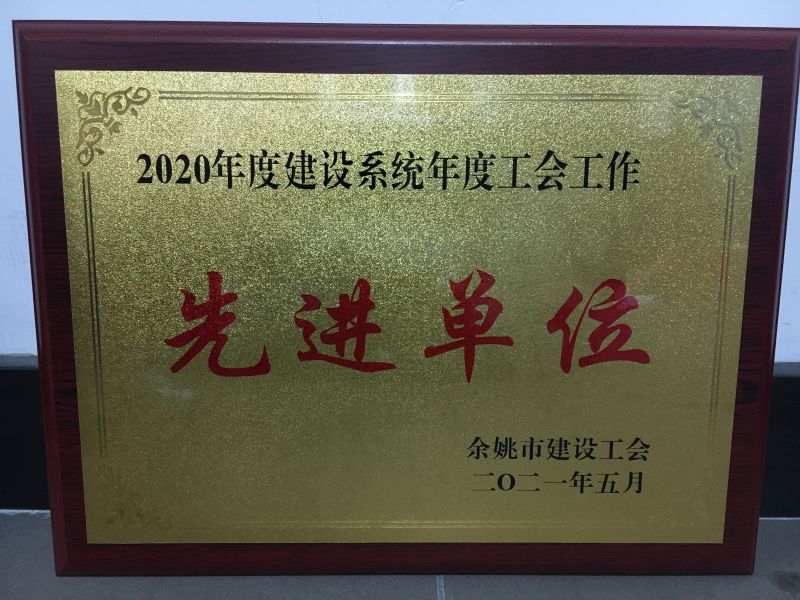 2020年度建设系统年度工会工作
先进单位
余姚市建设工会
二O二一年五月